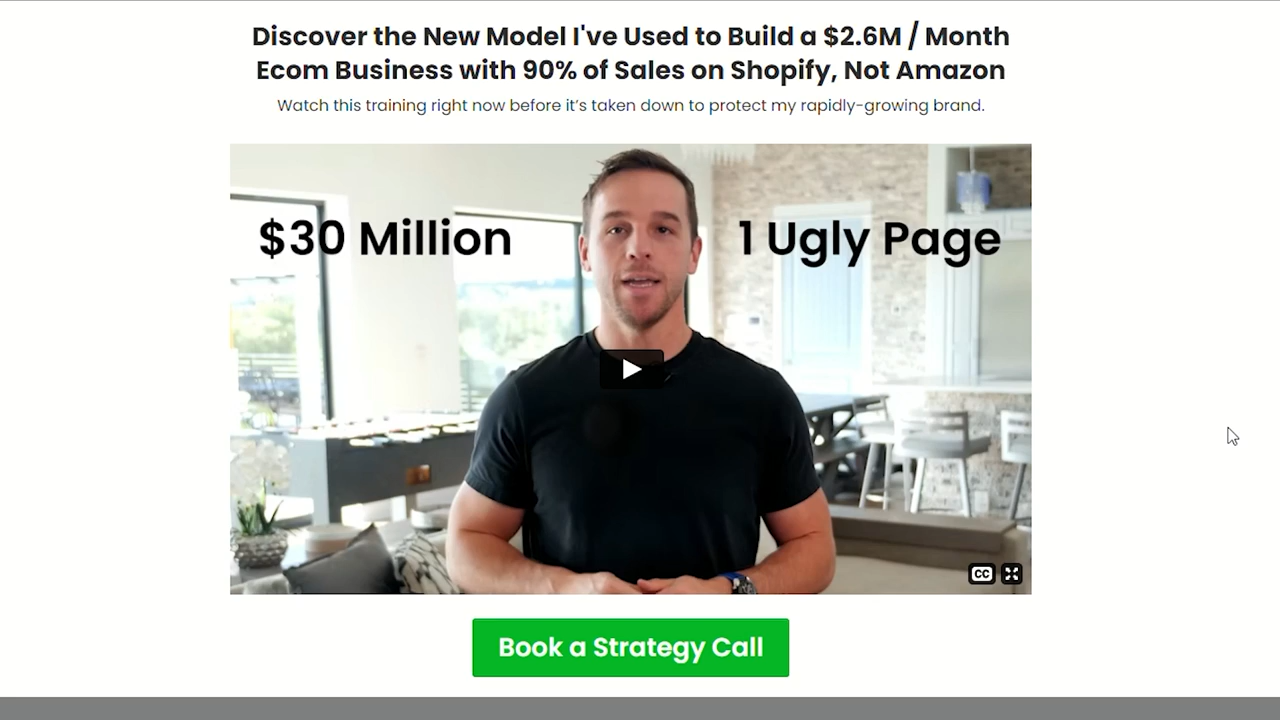 Discover the New Model I've Used to Build a $2.6M / Month
Ecom Business with 90% of Sales on Shopify, Not Amazon
Watch this training right now before it’s taken down to protect my rapidly-growing brand.
$30 Million
1 Ugly Page
CC
Book a Strategy Call